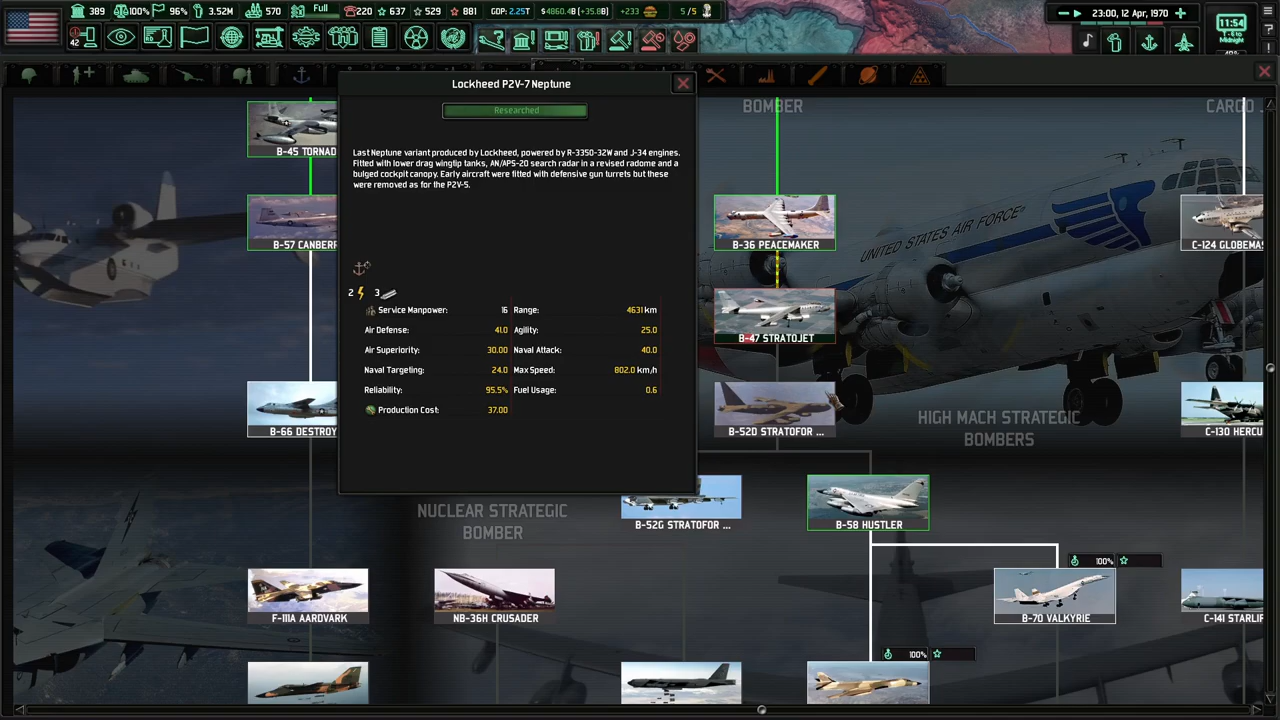 389 100% 96% 3.52M 570 Full 220 637 529 881 GDP: 2.25T $4860.4B (+35.8B) +233 5/5
23:00, 12 Apr, 1970
11:54
T-6 to
Midnight
42
Lockheed P2V-7 Neptune
Researched
Last Neptune variant produced by Lockheed, powered by R-3350-32W and J-34 engines.
Fitted with lower drag wingtip tanks, AN/APS-20 search radar in a revised radome and a
bulged cockpit canopy. Early aircraft were fitted with defensive gun turrets but these
were removed as for the P2V-5.
2 3
Service Manpower: 16 Range: 4631 km
Air Defense: 41.0 Agility: 25.0
Air Superiority: 30.00 Naval Attack: 40.0
Naval Targeting: 24.0 Max Speed: 802.0 km/h
Reliability: 95.5% Fuel Usage: 0.6
Production Cost: 37.00
BOMBER
CARGO
B-45 TORNAD
B-57 CANBERR
B-36 PEACEMAKER
C-124 GLOBEMAS
UNITED STATES AIR FORCE
B-47 STRATOJET
B-66 DESTROY
B-52D STRATOFOR ...
HIGH MACH STRATEGIC
BOMBERS
C-130 HERCU
NUCLEAR STRATEGIC
BOMBER
B-52G STRATOFOR ...
B-58 HUSTLER
100%
F-111A AARDVARK
NB-36H CRUSADER
B-70 VALKYRIE
C-141 STARLIF
100%